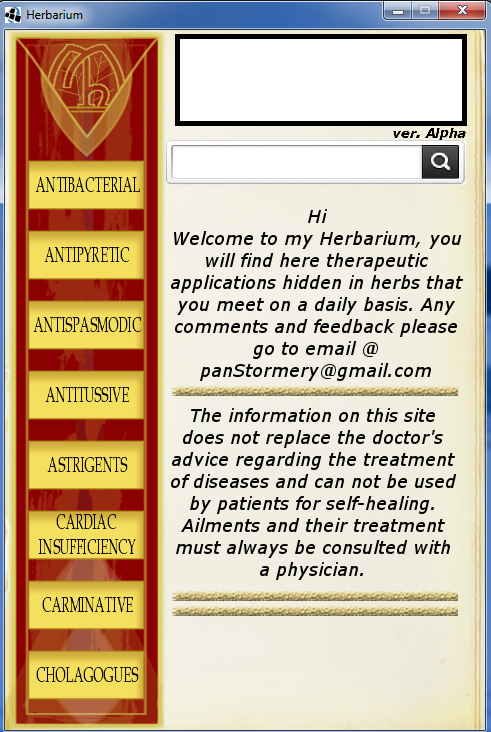 Herbarium
ver. Alpha
ANTIBACTERIAL
ANTIPYRETIC
ANTISPASMODIC
ANTITUSSIVE
ASTRIGENTS
CARDIAC
INSUFFICIENCY
CARMINATIVE
CHOLAGOGUES
Hi
Welcome to my Herbarium, you
will find here therapeutic
applications hidden in herbs that
you meet on a daily basis. Any
comments and feedback please
go to email @
panStormery@gmail.com
The information on this site
does not replace the doctor's
advice regarding the treatment
of diseases and can not be used
by patients for self-healing.
Ailments and their treatment
must always be consulted with
a physician.